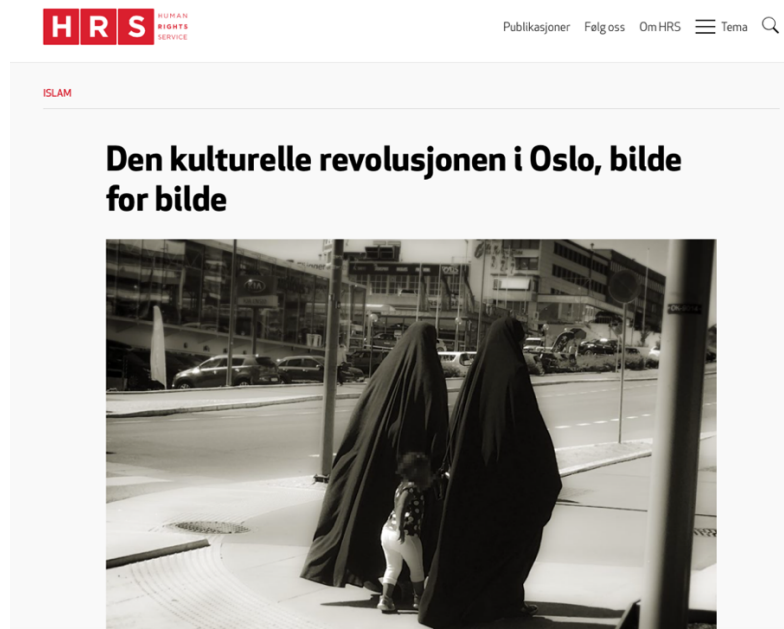 HRS
HUMAN
RIGHTS
SERVICE
Publikasjoner Følg oss Om HRS Tema
ISLAM
Den kulturelle revolusjonen i Oslo, bilde
for bilde